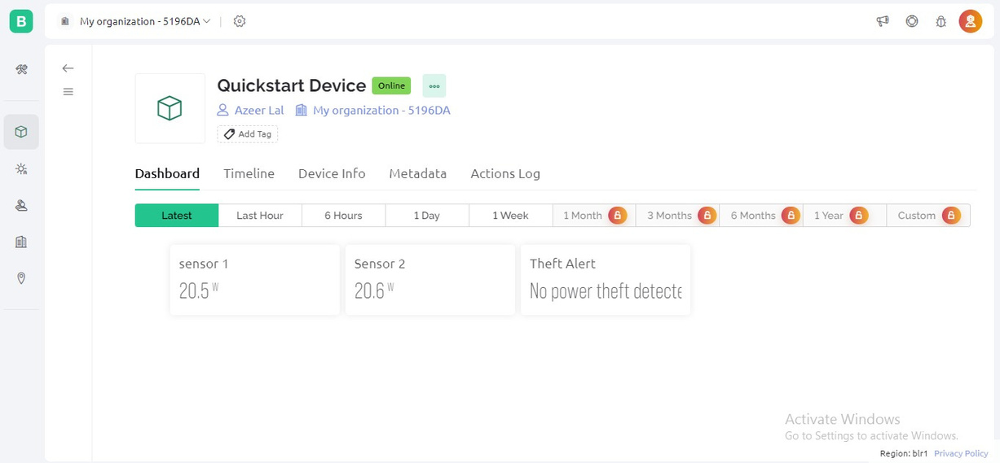 B
My organization - 5196DA
Quickstart Device
Online
Azeer Lal
My organization - 5196DA
Add Tag
Dashboard
Timeline
Device Info
Metadata
Actions Log
Latest
Last Hour
6 Hours
1 Day
1 Week
1 Month
3 Months
6 Months
1 Year
Custom
sensor 1
20.5 W
Sensor 2
20.6 W
Theft Alert
No power theft detecte
Activate Windows
Go to Settings to activate Windows.
Region: blr1
Privacy Policy